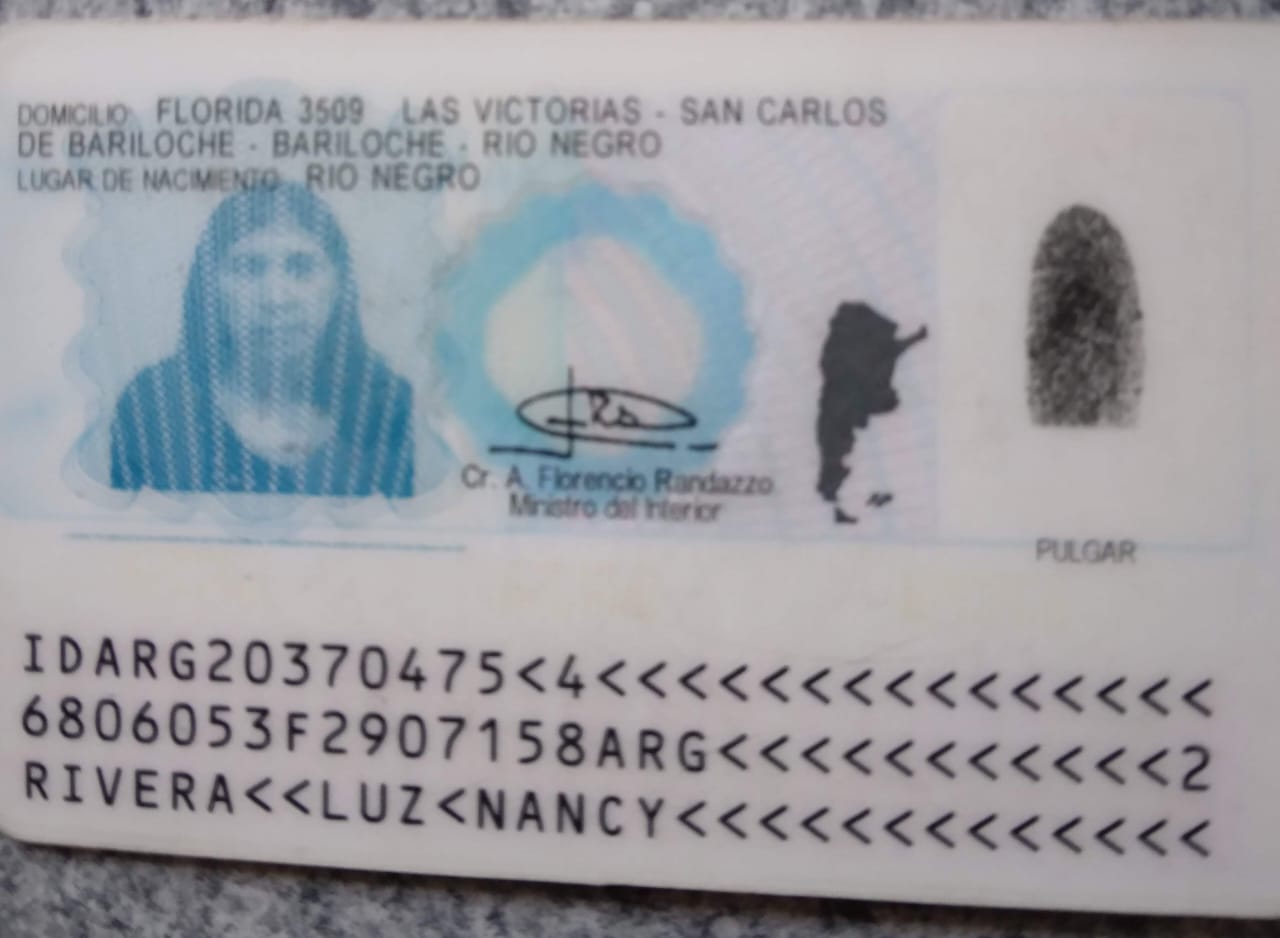 DOMICILIO: FLORIDA 3509 LAS VICTORIAS - SAN CARLOS
DE BARILOCHE - BARILOCHE - RIO NEGRO
LUGAR DE NACIMIENTO: RIO NEGRO
Cr. A. Florencio Randazzo
Ministro del Interior
PULGAR
IDARG20370475<4<<<<<<<<<<<<<<<
6806053F2907158ARG<<<<<<<<<<<2
RIVERA<<LUZ<NANCY<<<<<<<<<<<<<